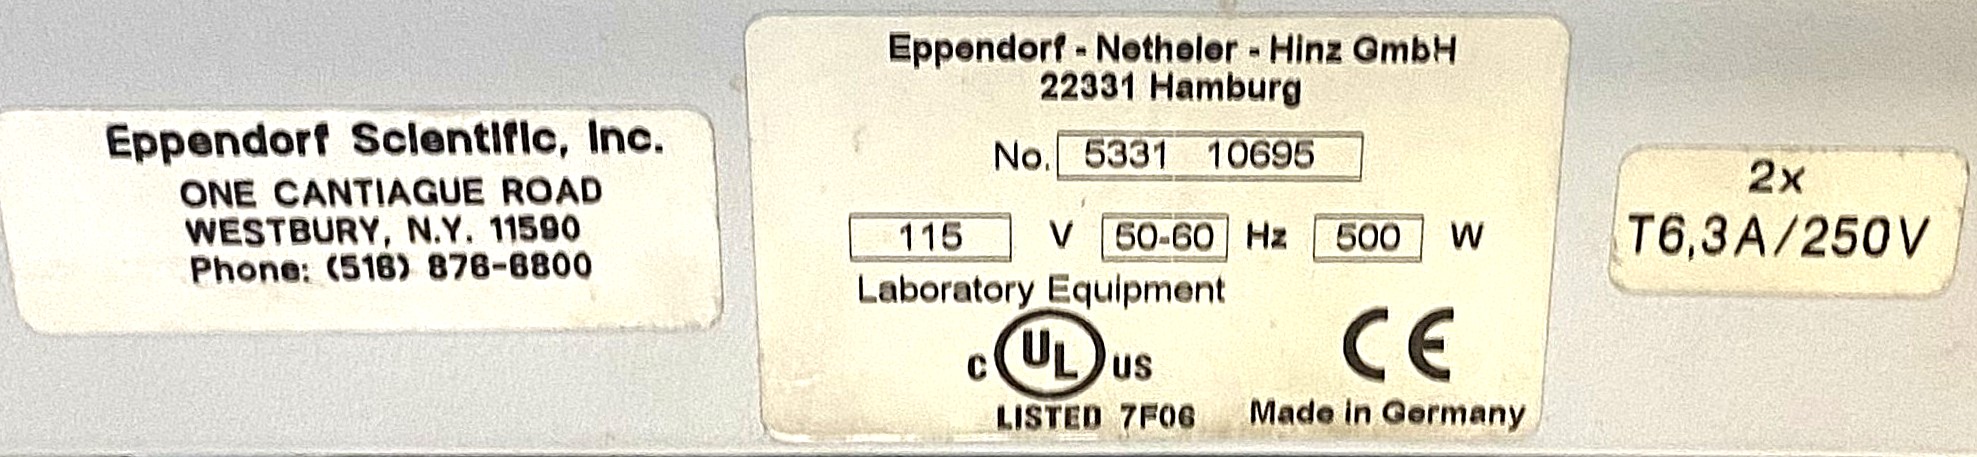 Eppendorf Scientific, Inc.
ONE CANTIAGUE ROAD
WESTBURY, N.Y. 11590
Phone: (516) 876-6800
Eppendorf - Netheler - Hinz GmbH
22331 Hamburg
No. 5331 10695
115 V 50-60 Hz 500 W
Laboratory Equipment
c UL US CE
LISTED 7F06 Made in Germany
2x
T6,3A/250V